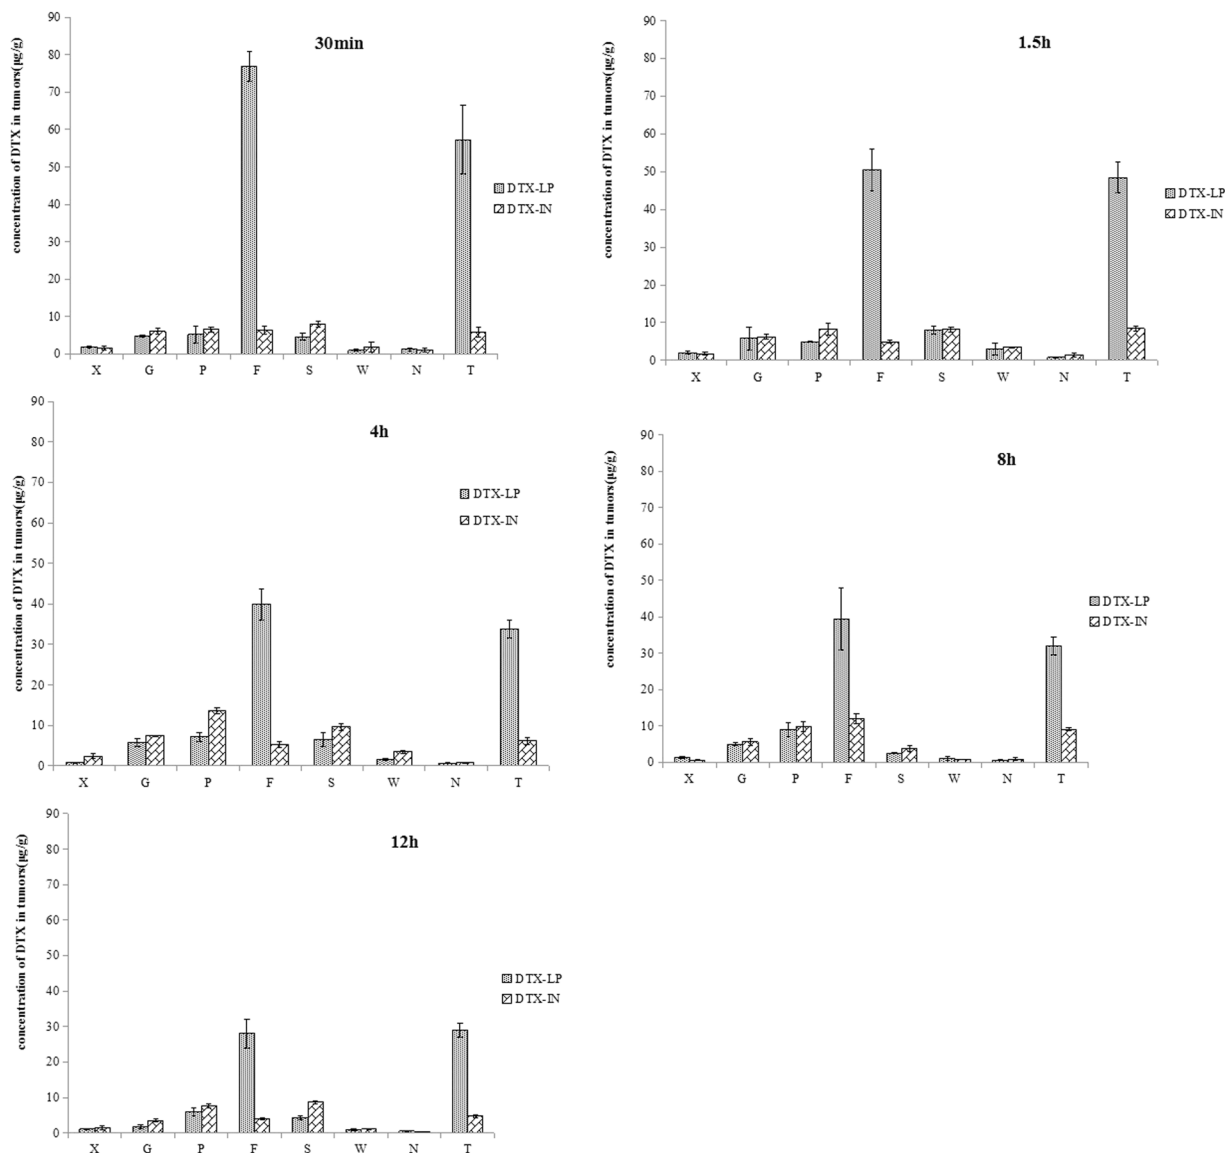 30min
concentration of DTX in tumors(μg/g)
90
80
70
60
50
40
30
20
10
0
X G P F S W N T
DTX-LP
DTX-IN
1.5h
concentration of DTX in tumors(μg/g)
90
80
70
60
50
40
30
20
10
0
X G P F S W N T
DTX-LP
DTX-IN
4h
concentration of DTX in tumors(μg/g)
90
80
70
60
50
40
30
20
10
0
X G P F S W N T
DTX-LP
DTX-IN
8h
concentration of DTX in tumors(μg/g)
90
80
70
60
50
40
30
20
10
0
X G P F S W N T
DTX-LP
DTX-IN
12h
concentration of DTX in tumors(μg/g)
90
80
70
60
50
40
30
20
10
0
X G P F S W N T
DTX-LP
DTX-IN